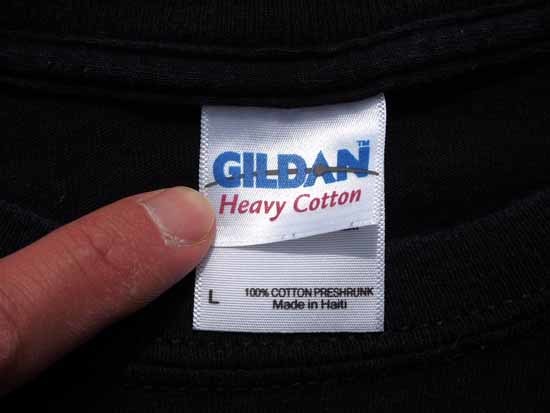 GILDAN™
Heavy Cotton
L 100% COTTON PRESHRUNK
Made in Haiti